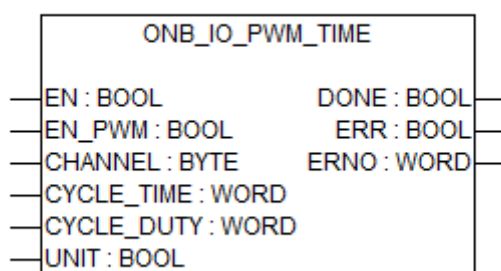 ONB_IO_PWM_TIME
EN : BOOL DONE : BOOL
EN_PWM : BOOL ERR : BOOL
CHANNEL : BYTE ERNO : WORD
CYCLE_TIME : WORD
CYCLE_DUTY : WORD
UNIT : BOOL